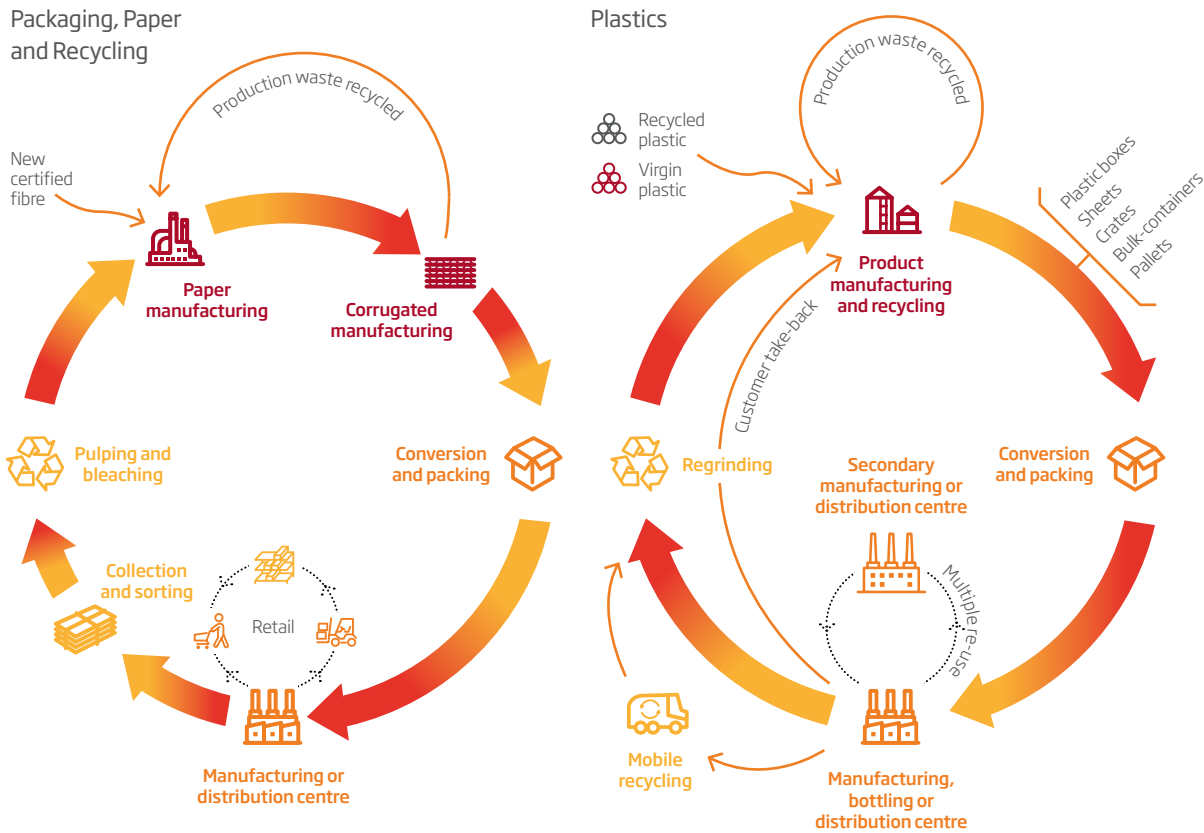 Packaging, Paper
and Recycling
Production waste recycled
New
certified
fibre
Paper
manufacturing
Corrugated
manufacturing
Pulping and
bleaching
Conversion
and packing
Collection
and sorting
Retail
Manufacturing or
distribution centre
Plastics
Production waste recycled
Recycled
plastic
Virgin
plastic
Plastic boxes
Sheets
Crates
Bulk-containers
Pallets
Product
manufacturing
and recycling
Customer take-back
Regrinding
Secondary
manufacturing or
distribution centre
Conversion
and packing
Multiple re-use
Mobile
recycling
Manufacturing,
bottling or
distribution centre